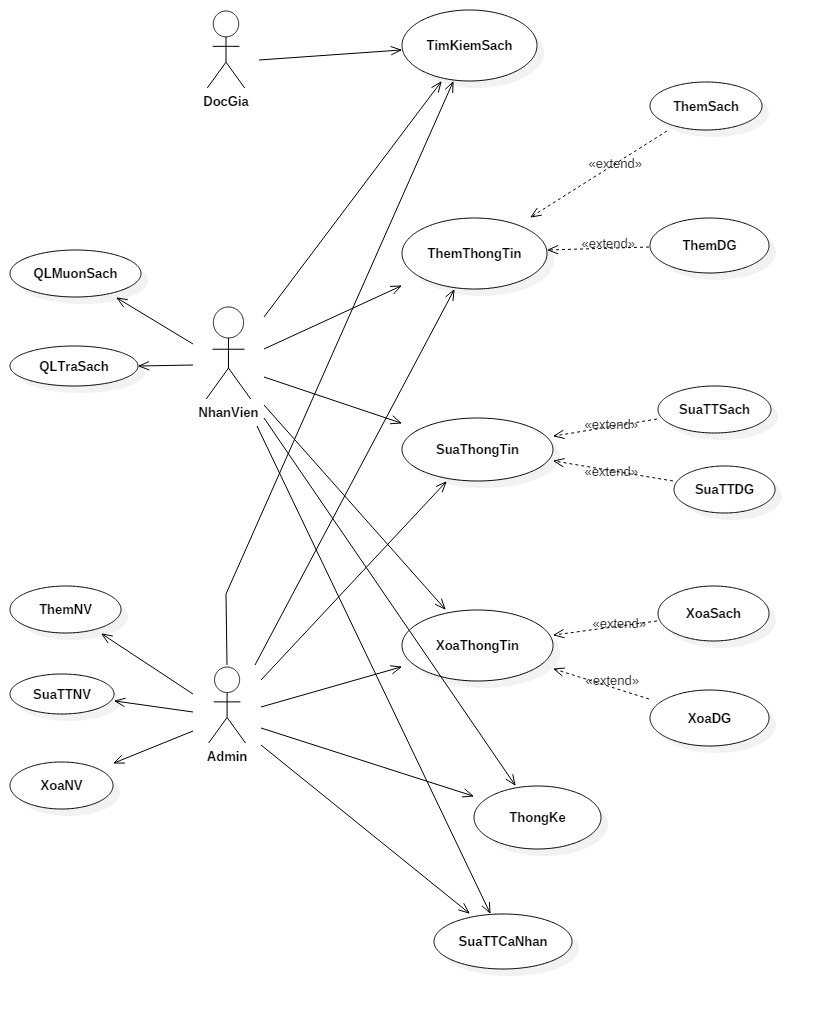 TimKiemSach
DocGia
ThemSach
«extend»
ThemThongTin
«extend»
ThemDG
QLMuonSach
QLTraSach
NhanVien
SuaTTSach
«extend»
SuaThongTin
«extend»
SuaTTDG
ThemNV
XoaSach
«extend»
XoaThongTin
«extend»
SuaTTNV
XoaDG
Admin
XoaNV
ThongKe
SuaTTCaNhan